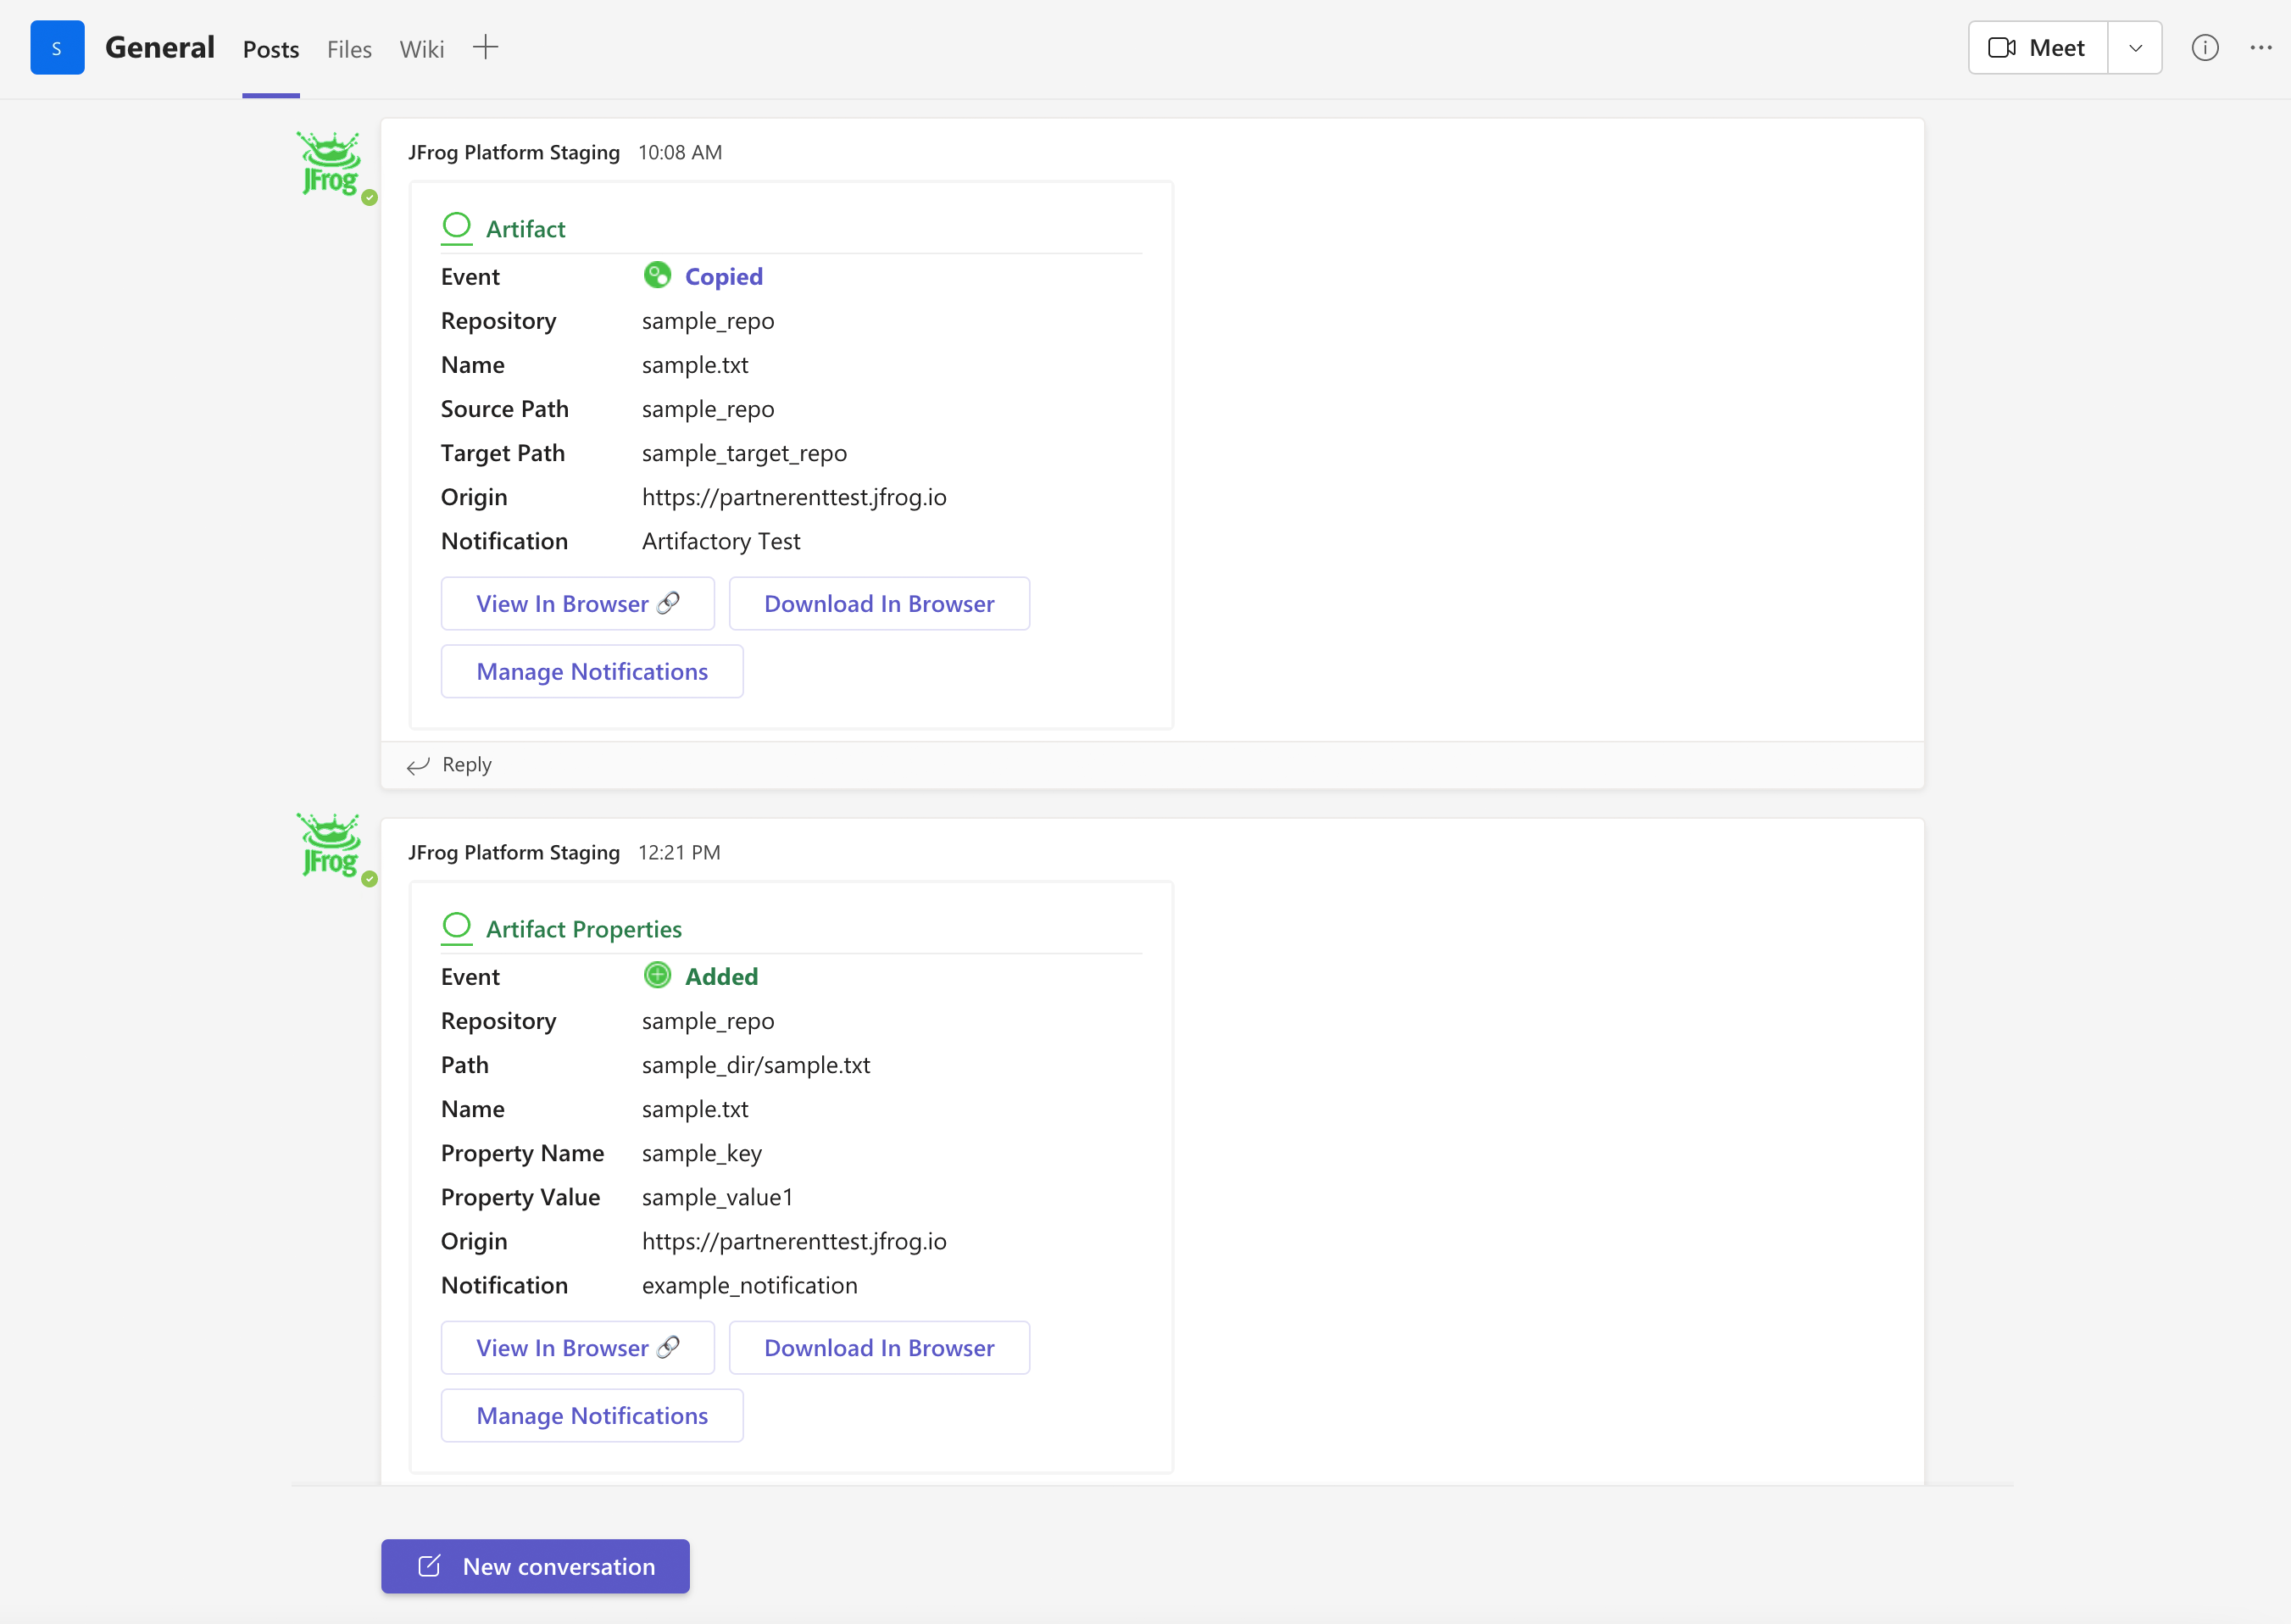 S General Posts Files Wiki Meet
JFrog
JFrog Platform Staging 10:08 AM
Artifact
Event Copied
Repository sample_repo
Name sample.txt
Source Path sample_repo
Target Path sample_target_repo
Origin https://partnerenttest.jfrog.io
Notification Artifactory Test
View In Browser Download In Browser
Manage Notifications
Reply
JFrog
JFrog Platform Staging 12:21 PM
Artifact Properties
Event Added
Repository sample_repo
Path sample_dir/sample.txt
Name sample.txt
Property Name sample_key
Property Value sample_value1
Origin https://partnerenttest.jfrog.io
Notification example_notification
View In Browser Download In Browser
Manage Notifications
New conversation